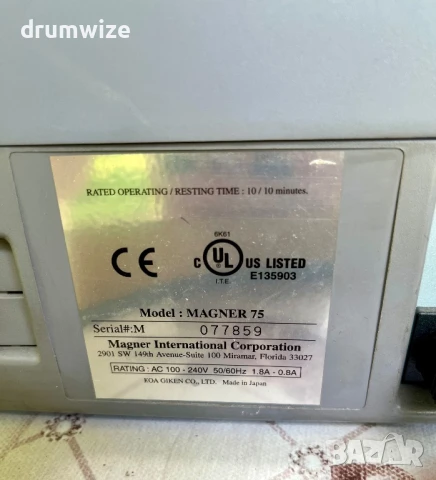 drumwize
RATED OPERATING / RESTING TIME : 10 / 10 minutes.
6K61
CE C UL US LISTED
E135903
I.T.E.
Model : MAGNER 75
Serial#:M 077859
Magner International Corporation
2901 SW 149th Avenue-Suite 100 Miramar, Florida 33027
RATING : AC 100 - 240V 50/60Hz 1.8A - 0.8A
KOA GIKEN CO., LTD. Made in Japan
BAZAR